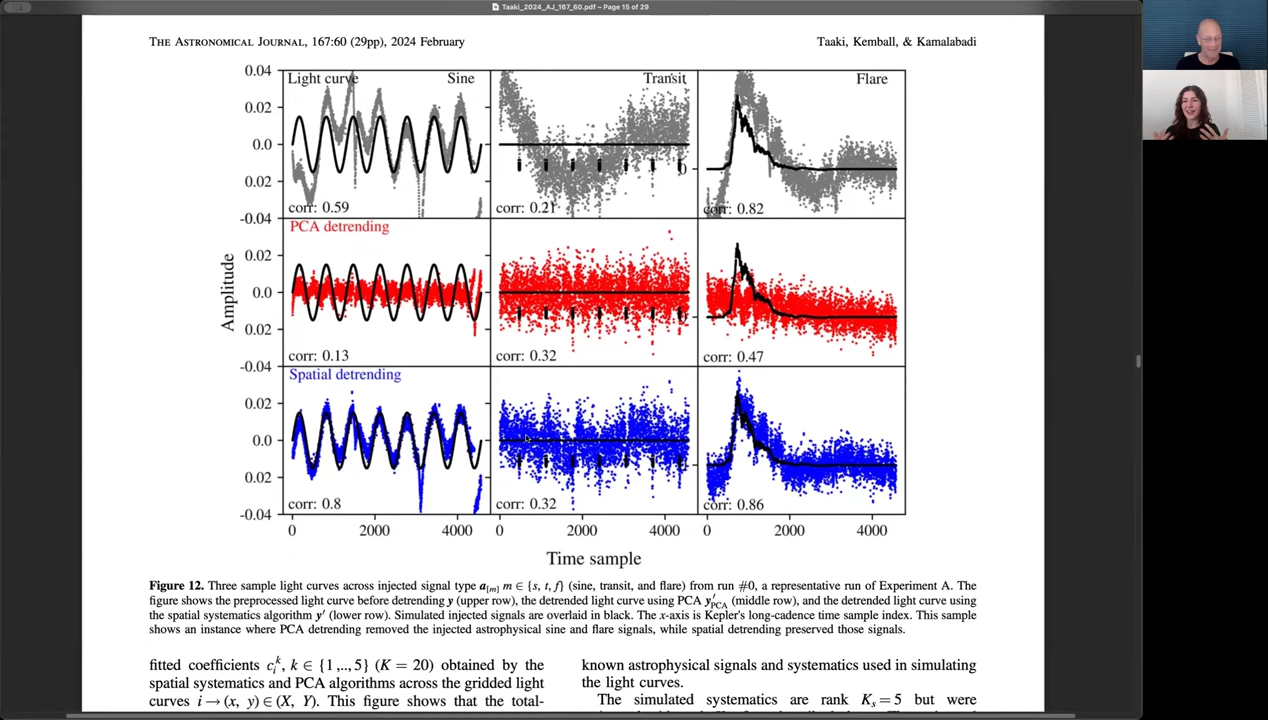 Taaki_2024_AJ_167_60.pdf – Page 15 of 29
THE ASTRONOMICAL JOURNAL, 167:60 (29pp), 2024 February
Taaki, Kemball, & Kamalabadi
0.04
0.02
0.0
0.02
-0.04
Light curve
Sine
corr: 0.59
Transit
corr: 0.21
0
Flare
corr: 0.82
PCA detrending
0.02
0.0
0.02
-0.04
corr: 0.13
corr: 0.32
corr: 0.47
Spatial detrending
0.02
0.0
0.02
-0.04
corr: 0.8
corr: 0.32
corr: 0.86
Amplitude
0
2000
4000
0
2000
4000
0
2000
4000
Time sample
Figure 12. Three sample light curves across injected signal type a[m] m ∈ {s, t, f} (sine, transit, and flare) from run #0, a representative run of Experiment A. The
figure shows the preprocessed light curve before detrending y (upper row), the detrended light curve using PCA y′PCA (middle row), and the detrended light curve using
the spatial systematics algorithm y′ (lower row). Simulated injected signals are overlaid in black. The x-axis is Kepler's long-cadence time sample index. This sample
shows an instance where PCA detrending removed the injected astrophysical sine and flare signals, while spatial detrending preserved those signals.
fitted coefficients c_i^k, k ∈ {1 ,.., 5} (K = 20) obtained by the
spatial systematics and PCA algorithms across the gridded light
curves i → (x, y) ∈ (X, Y). This figure shows that the total-
known astrophysical signals and systematics used in simulating
the light curves.
The simulated systematics are rank Ks = 5 but were